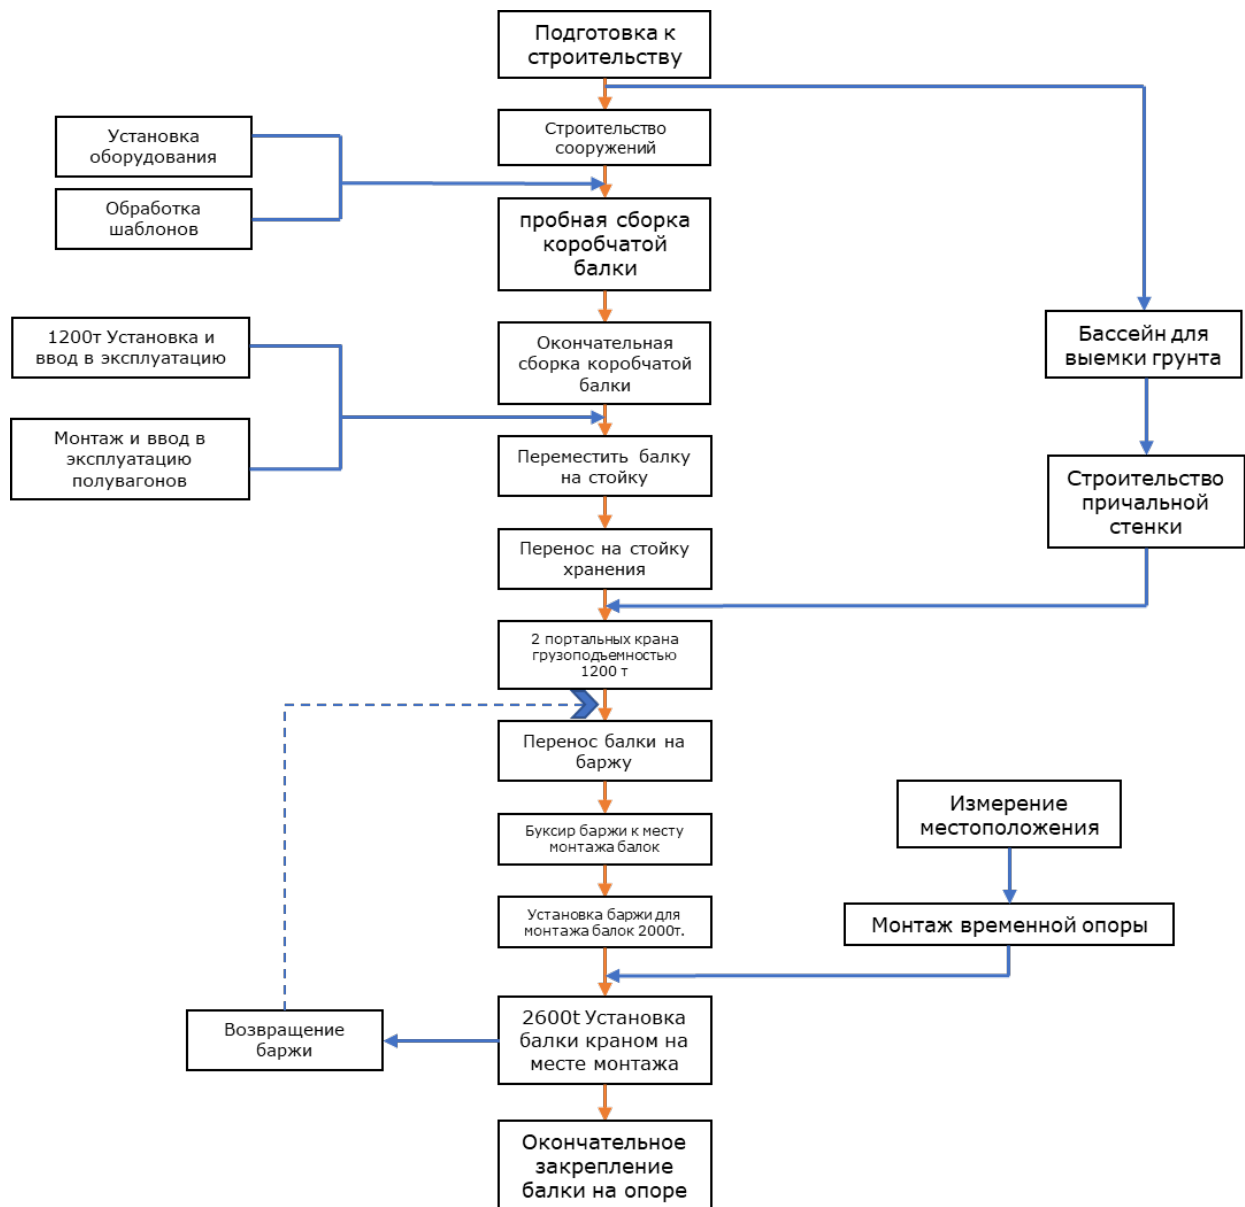 Подготовка к
строительству
Строительство
сооружений
Установка
оборудования
Обработка
шаблонов
пробная сборка
коробчатой
балки
1200т Установка и
ввод в эксплуатацию
Окончательная
сборка коробчатой
балки
Бассейн для
выемки грунта
Монтаж и ввод в
эксплуатацию
полувагонов
Переместить балку
на стойку
Строительство
причальной
стенки
Перенос на стойку
хранения
2 портальных крана
грузоподъемностью
1200 т
Перенос балки на
баржу
Буксир баржи к месту
монтажа балок
Измерение
местоположения
Установка баржи для
монтажа балок 2000т.
Монтаж временной опоры
2600t Установка
балки краном на
месте монтажа
Возвращение
баржи
Окончательное
закрепление
балки на опоре